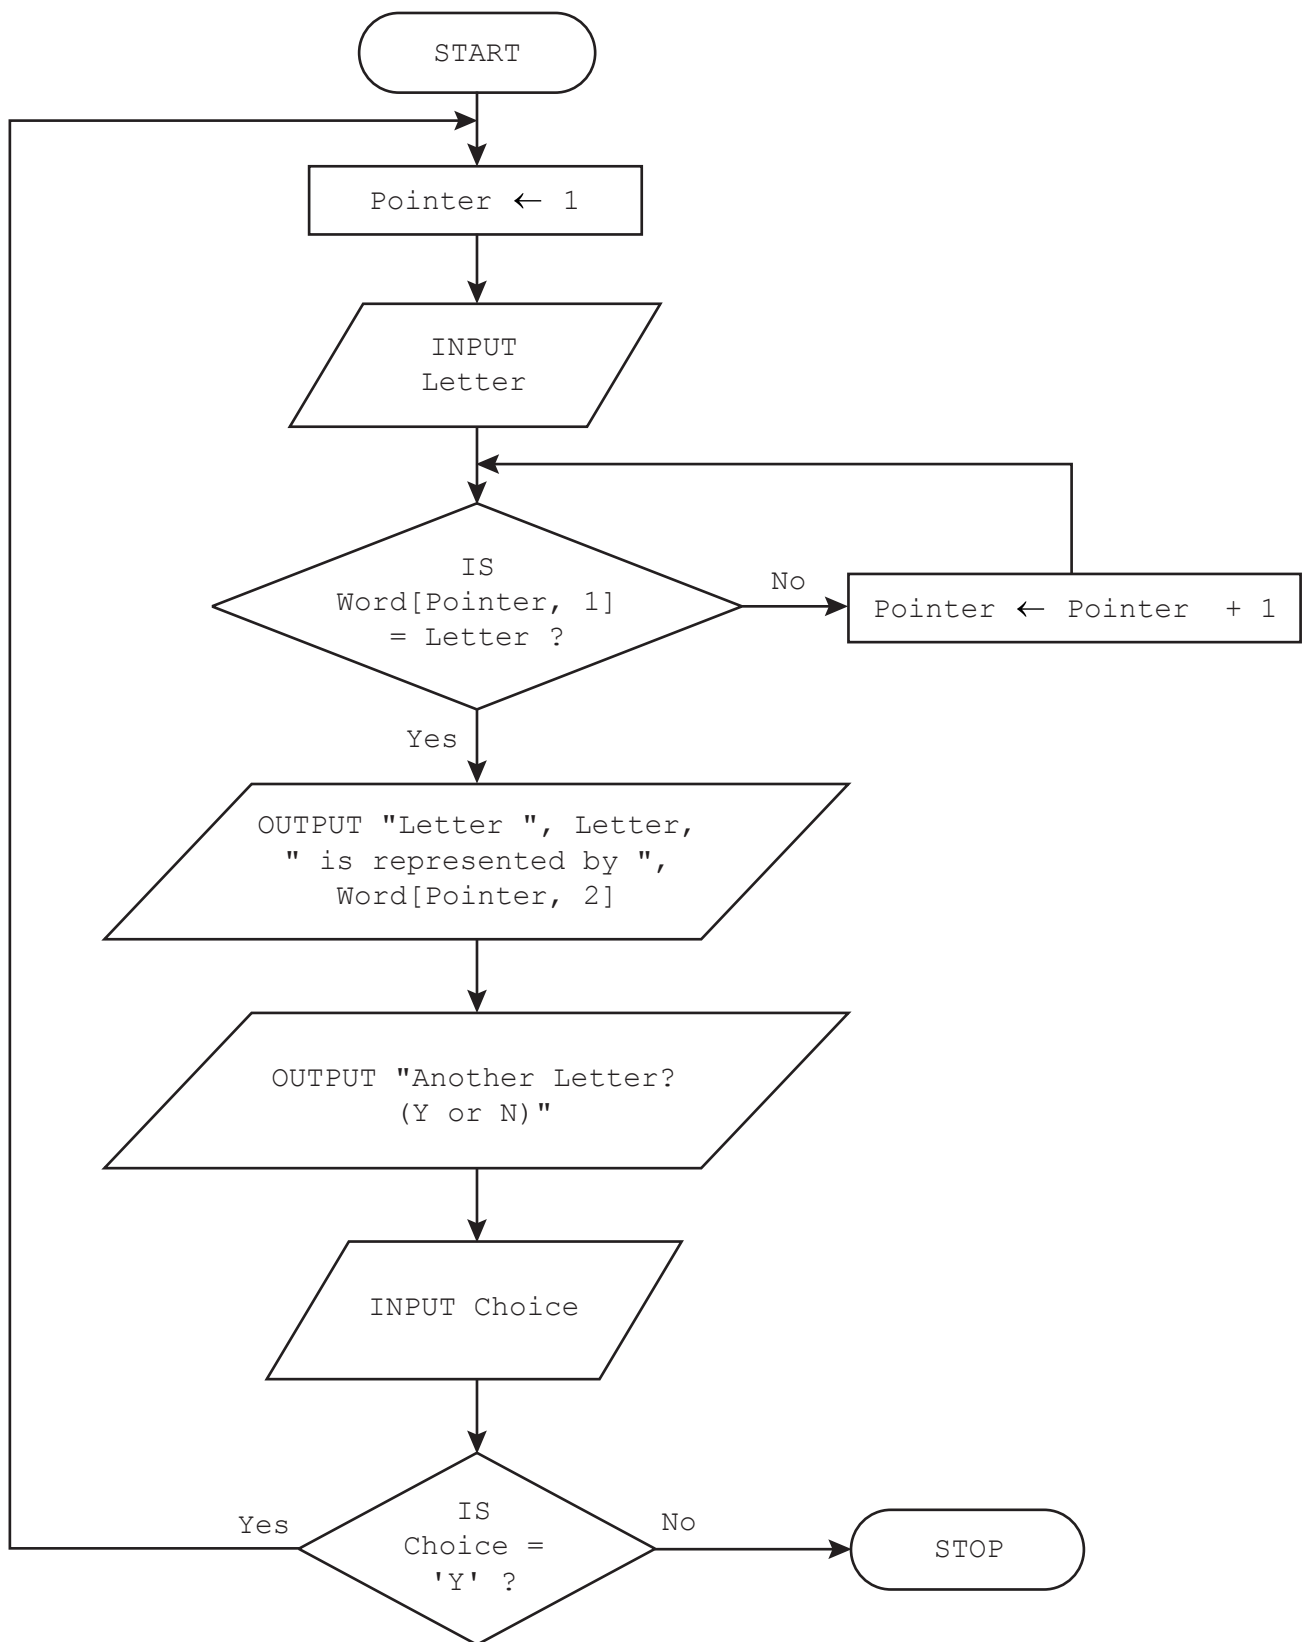 START
Pointer ← 1
INPUT
Letter
IS
Word[Pointer, 1]
= Letter ?
No
Pointer ← Pointer + 1
Yes
OUTPUT "Letter ", Letter,
" is represented by ",
Word[Pointer, 2]
OUTPUT "Another Letter?
(Y or N)"
INPUT Choice
IS
Choice =
'Y' ?
Yes
No
STOP